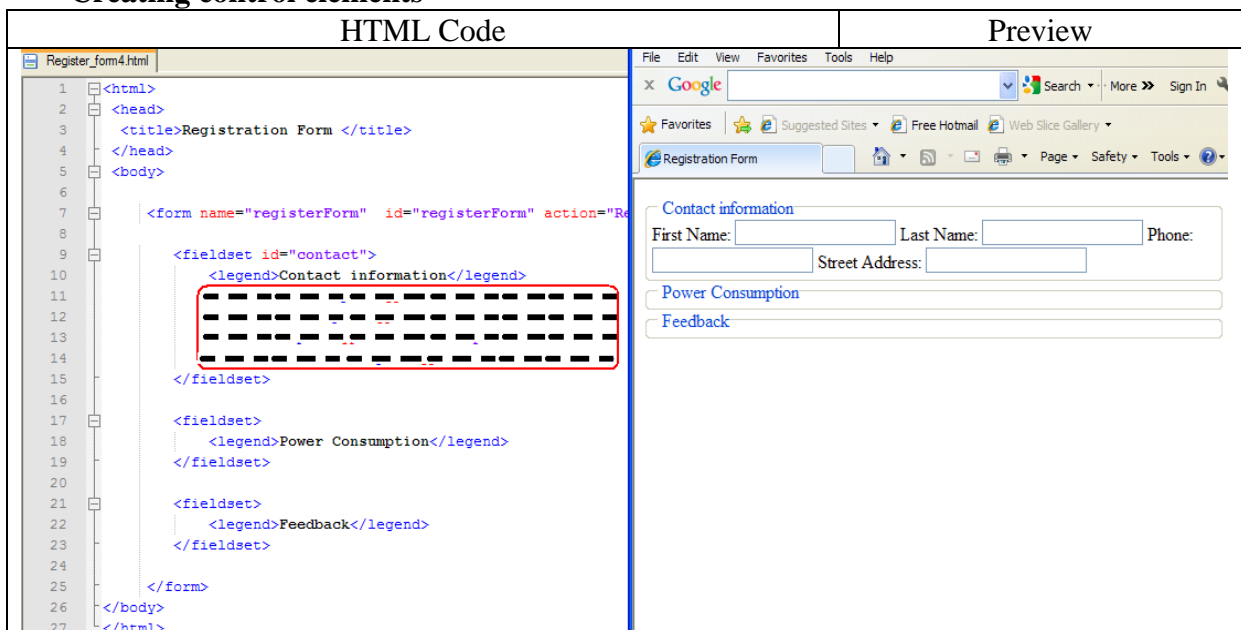 Creating control elements
HTML Code
Preview
Register_form4.html
1 <html>
2 <head>
3 <title>Registration Form </title>
4 </head>
5 <body>
6
7 <form name="registerForm" id="registerForm" action="Re
8
9 <fieldset id="contact">
10 <legend>Contact information</legend>
11
12
13
14
15 </fieldset>
16
17 <fieldset>
18 <legend>Power Consumption</legend>
19 </fieldset>
20
21 <fieldset>
22 <legend>Feedback</legend>
23 </fieldset>
24
25 </form>
26 </body>
27 </html>
File Edit View Favorites Tools Help
x Google Search More >> Sign In
Favorites Suggested Sites Free Hotmail Web Slice Gallery
Registration Form Page Safety Tools
Contact information
First Name: Last Name: Phone:
Street Address:
Power Consumption
Feedback